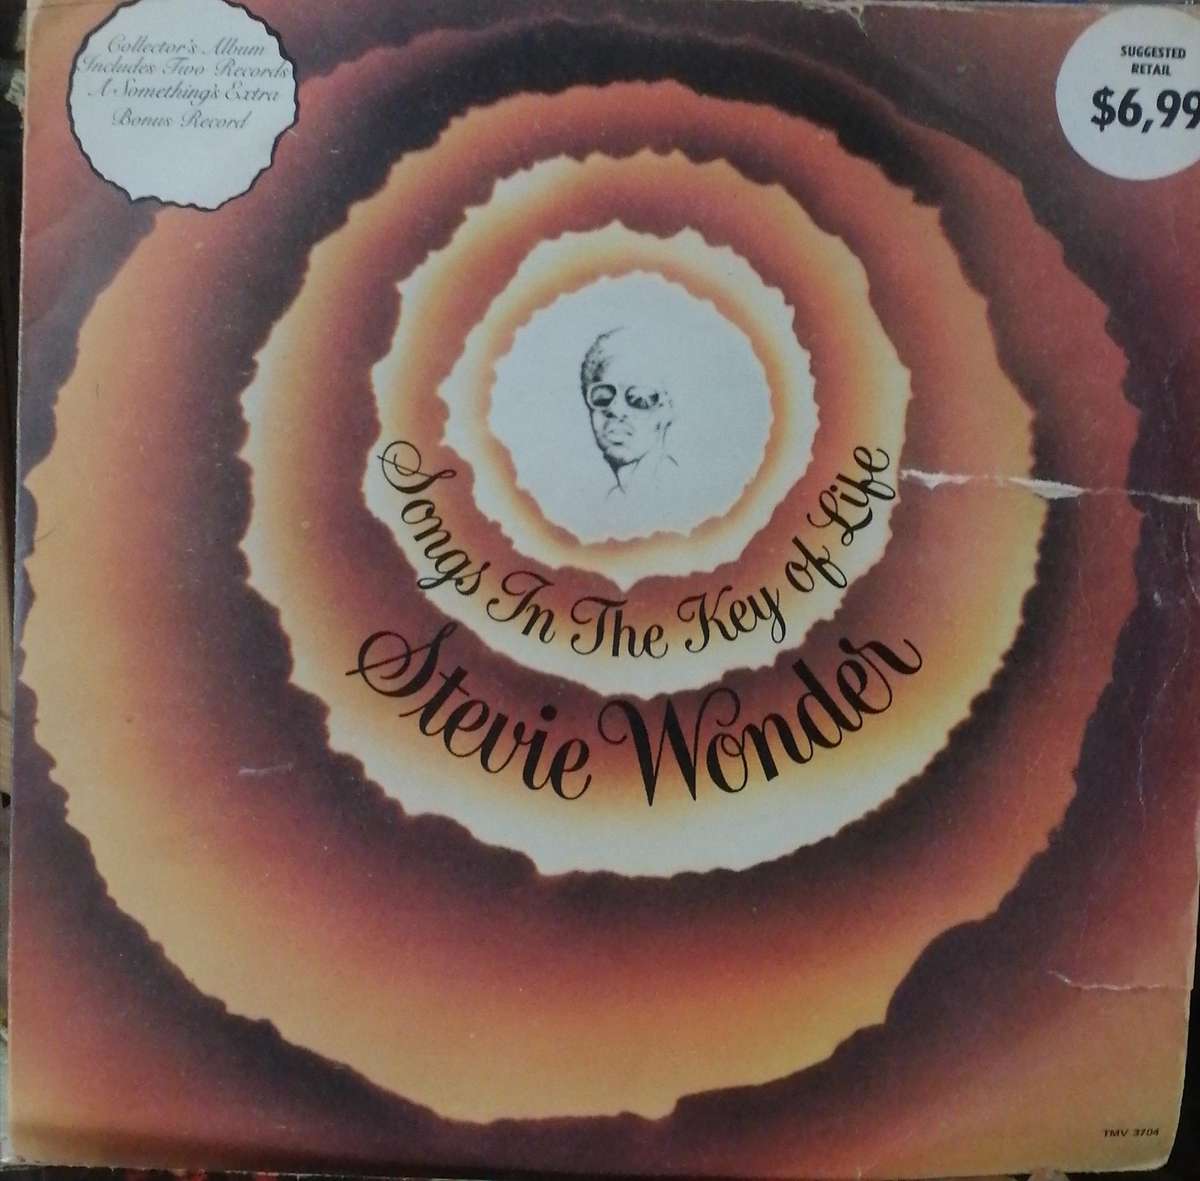 Collector's Album
Includes Two Records
A Something's Extra
Bonus Record
SUGGESTED
RETAIL
$6,99
Songs In The Key of Life
Stevie Wonder
TMV 3704